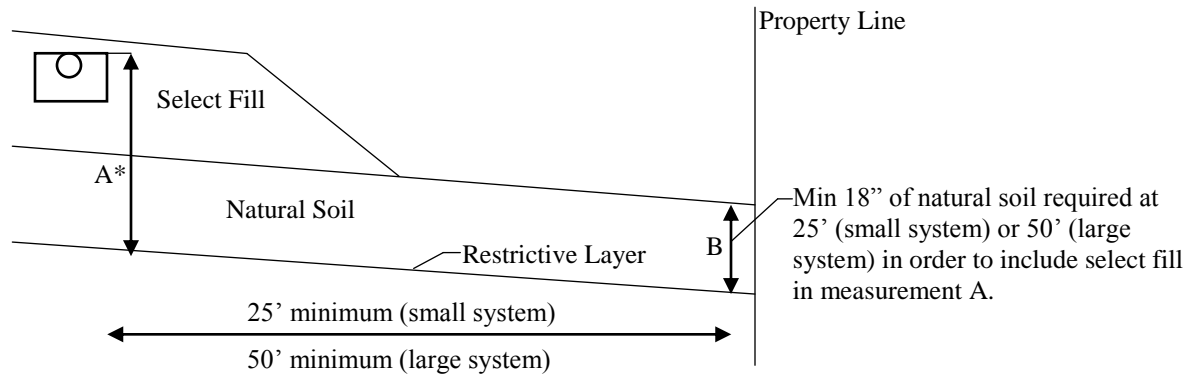 Property Line
Select Fill
A*
Natural Soil
Restrictive Layer
B
Min 18” of natural soil required at
25’ (small system) or 50’ (large
system) in order to include select fill
in measurement A.
25’ minimum (small system)
50’ minimum (large system)